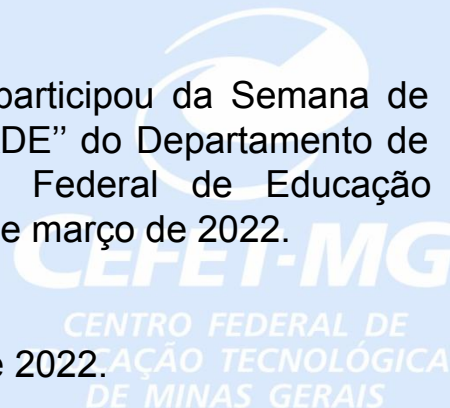 participou da Semana de
DE’’ do Departamento de
Federal de Educação
e março de 2022.
CEFET-MG
CENTRO FEDERAL DE
EDUCAÇÃO TECNOLÓGICA
DE MINAS GERAIS
e 2022.